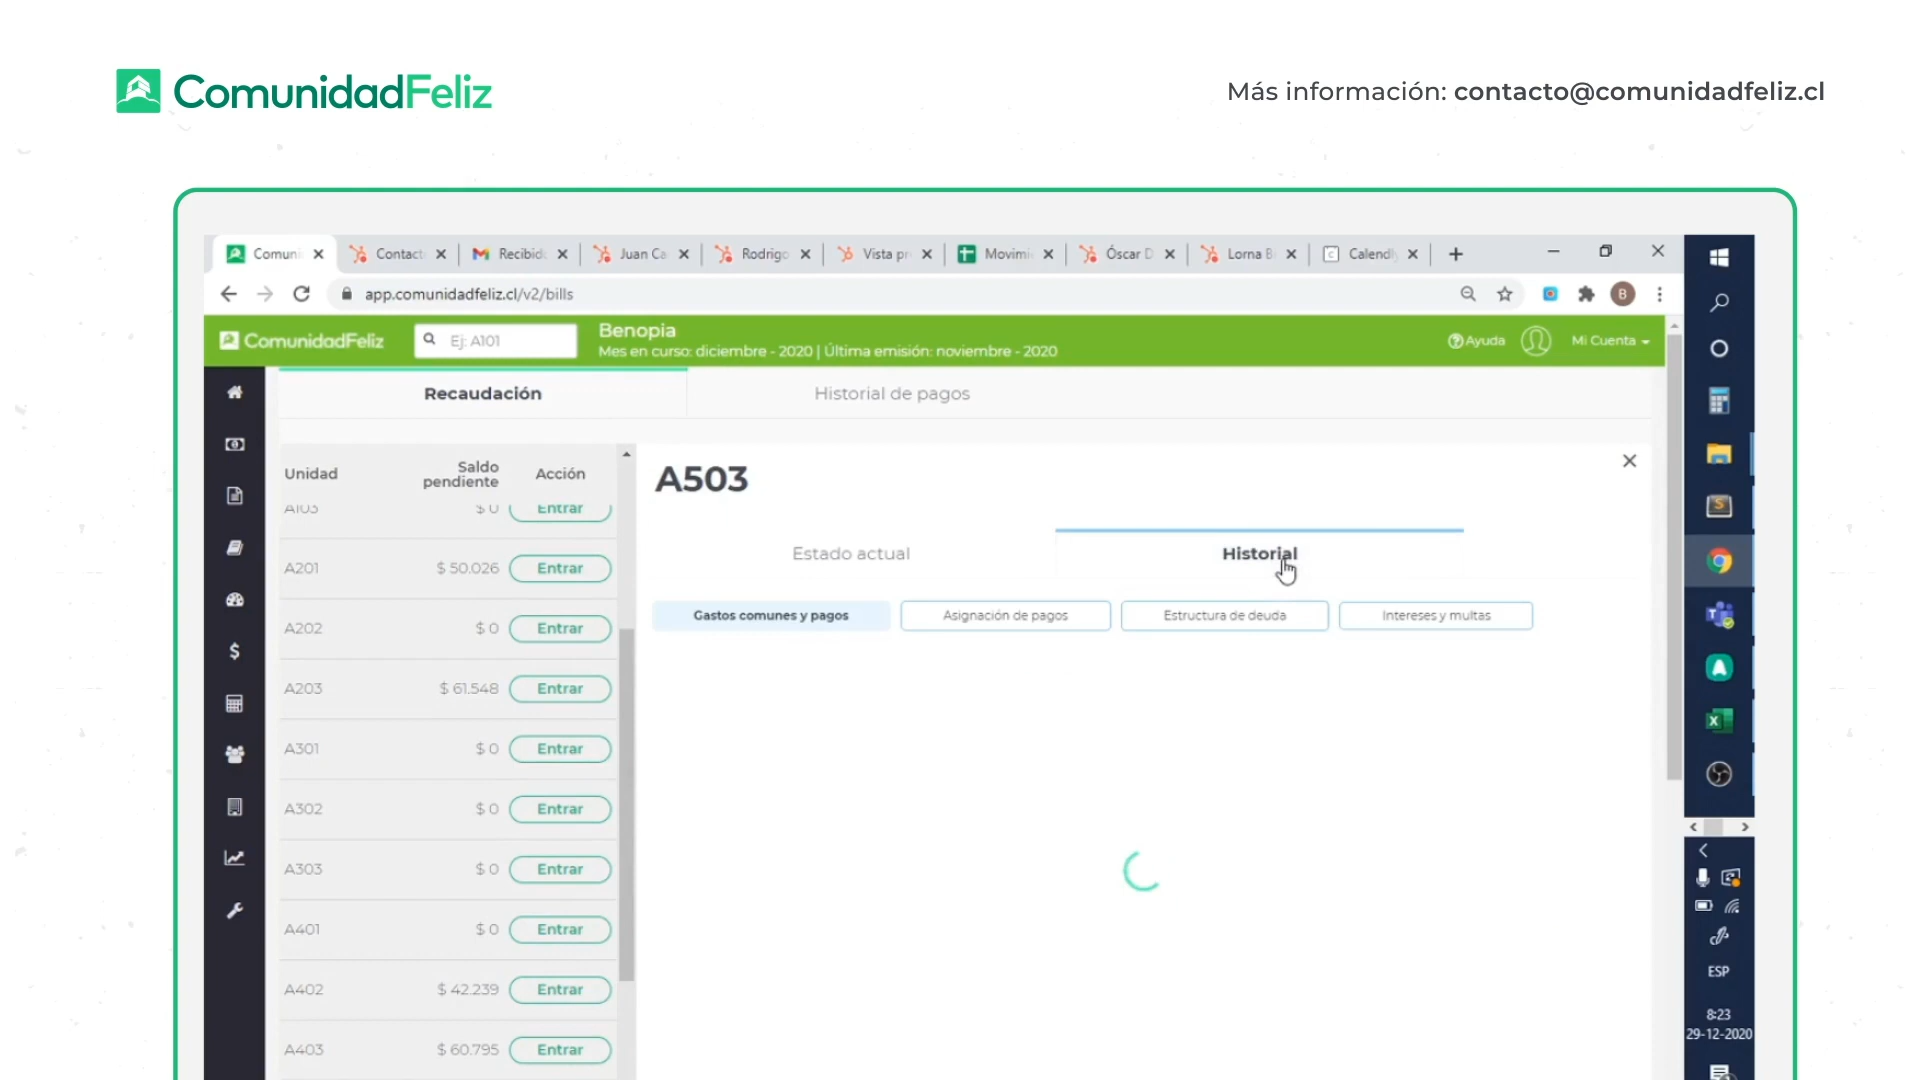 ComunidadFeliz
Más información: contacto@comunidadfeliz.cl
Comuni
Contact
Recibid
Juan Ca
Rodrigo
Vista pr
Movimi
Óscar D
Lorna B
Calendl
app.comunidadfeliz.cl/v2/bills
B
ComunidadFeliz
Ej: A101
Benopia
Mes en curso: diciembre - 2020 | Última emisión: noviembre - 2020
Ayuda
Mi Cuenta
Recaudación
Historial de pagos
Unidad
Saldo pendiente
Acción
A103 $ 0 Entrar
A201 $ 50.026 Entrar
A202 $ 0 Entrar
A203 $ 61.548 Entrar
A301 $ 0 Entrar
A302 $ 0 Entrar
A303 $ 0 Entrar
A401 $ 0 Entrar
A402 $ 42.239 Entrar
A403 $ 60.795 Entrar
A503
Estado actual
Historial
Gastos comunes y pagos
Asignación de pagos
Estructura de deuda
Intereses y multas
ESP
8:23
29-12-2020